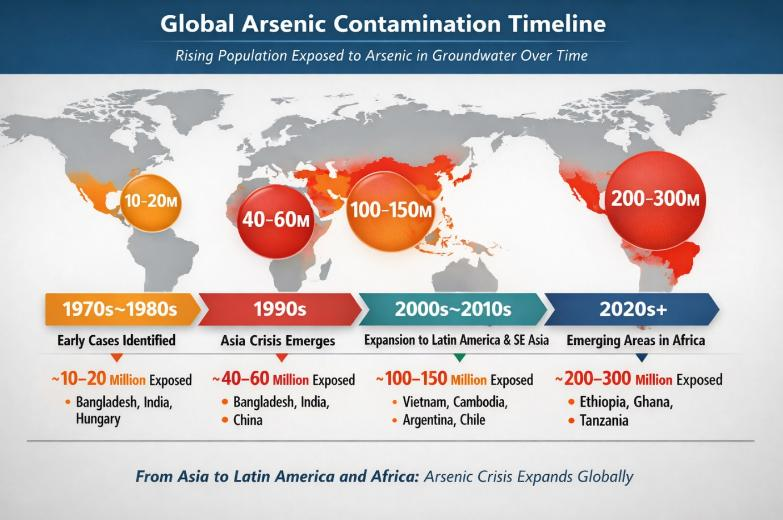 Global Arsenic Contamination Timeline
Rising Population Exposed to Arsenic in Groundwater Over Time
10–20M
40–60M
100–150M
200–300M
1970s~1980s
1990s
2000s~2010s
2020s+
Early Cases Identified
Asia Crisis Emerges
Expansion to Latin America & SE Asia
Emerging Areas in Africa
~10–20 Million Exposed
• Bangladesh, India,
Hungary
~40–60 Million Exposed
• Bangladesh, India,
• China
~100–150 Million Exposed
• Vietnam, Cambodia,
• Argentina, Chile
~200–300 Million Exposed
• Ethiopia, Ghana,
• Tanzania
From Asia to Latin America and Africa: Arsenic Crisis Expands Globally